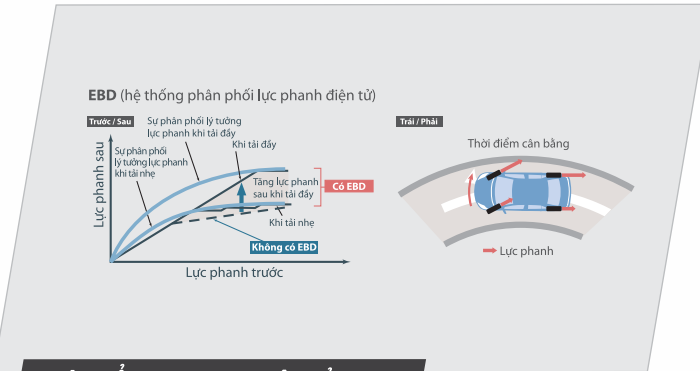 EBD (hệ thống phân phối lực phanh điện tử)
Trước / Sau
Sự phân phối lý tưởng
lực phanh khi tải đầy
Khi tải đầy
Sự phân phối
lý tưởng lực phanh
khi tải nhẹ
Lực phanh sau
Tăng lực phanh
sau khi tải đầy
Có EBD
Khi tải nhẹ
Không có EBD
Lực phanh trước
Trái / Phải
Thời điểm cân bằng
Lực phanh